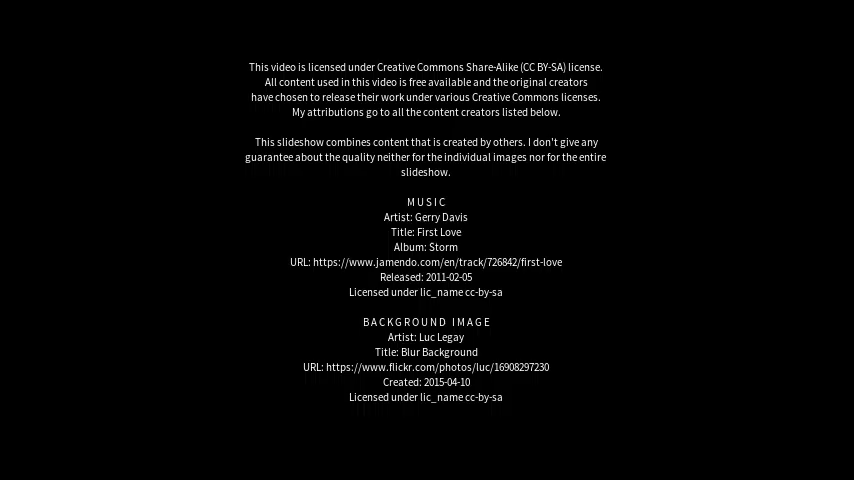 This video is licensed under Creative Commons Share-Alike (CC BY-SA) license.
All content used in this video is free available and the original creators
have chosen to release their work under various Creative Commons licenses.
My attributions go to all the content creators listed below.
This slideshow combines content that is created by others. I don't give any
guarantee about the quality neither for the individual images nor for the entire
slideshow.
MUSIC
Artist: Gerry Davis
Title: First Love
Album: Storm
URL: https://www.jamendo.com/en/track/726842/first-love
Released: 2011-02-05
Licensed under lic_name cc-by-sa
BACKGROUND IMAGE
Artist: Luc Legay
Title: Blur Background
URL: https://www.flickr.com/photos/luc/16908297230
Created: 2015-04-10
Licensed under lic_name cc-by-sa